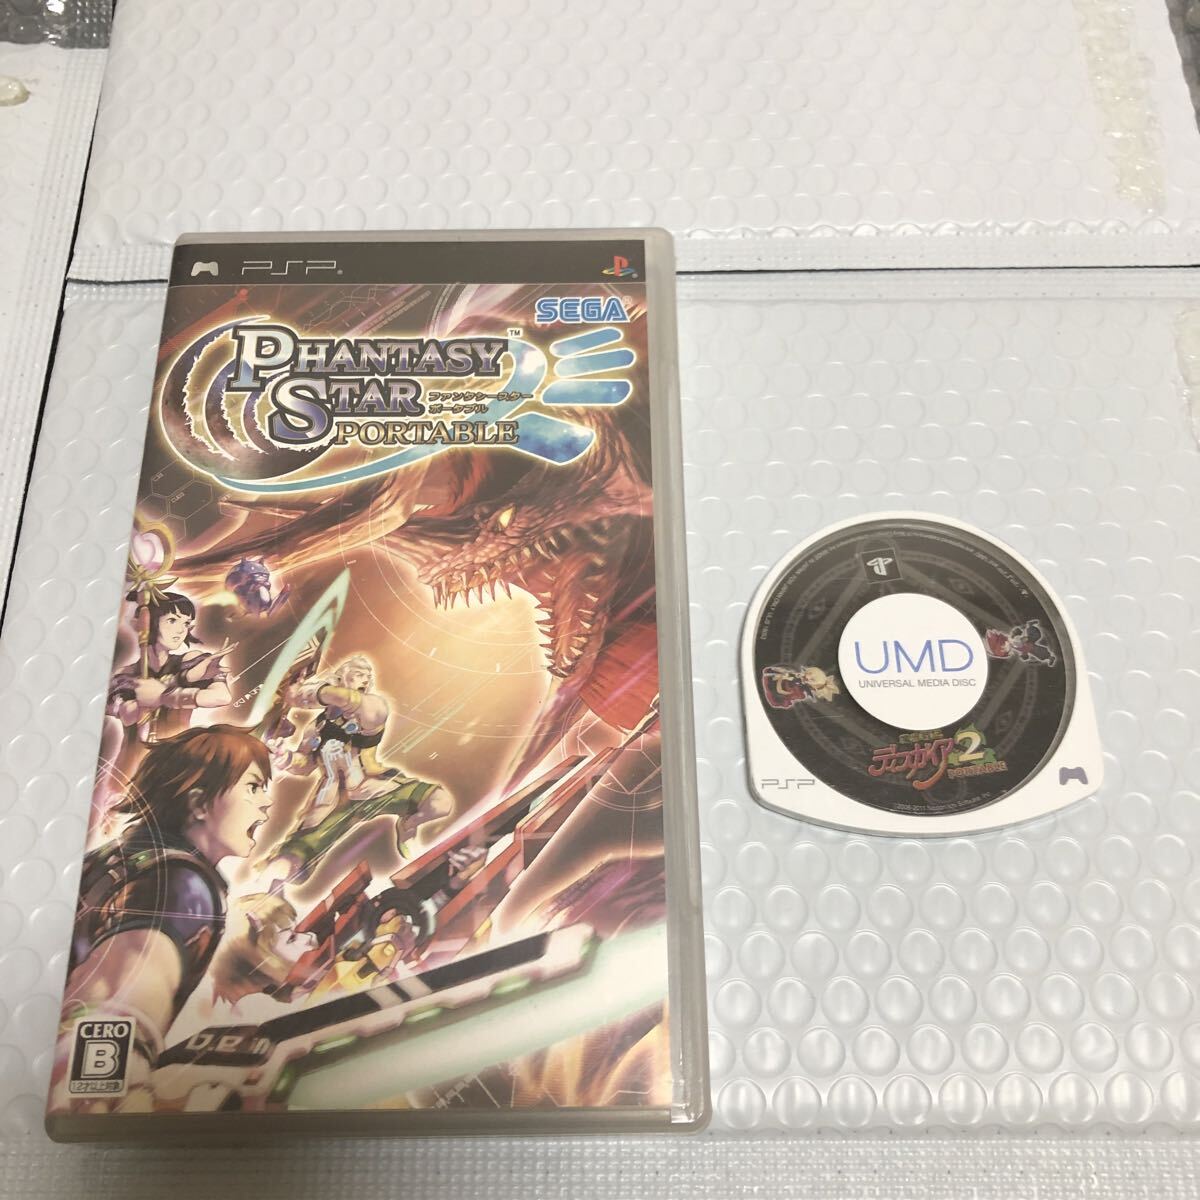 PSP
SEGA
PHANTASY
STAR
ファンタシースター
ポータブル
PORTABLE
CERO
B
12才以上対象
UMD
UNIVERSAL MEDIA DISC
ディスガイア2
PORTABLE
PSP